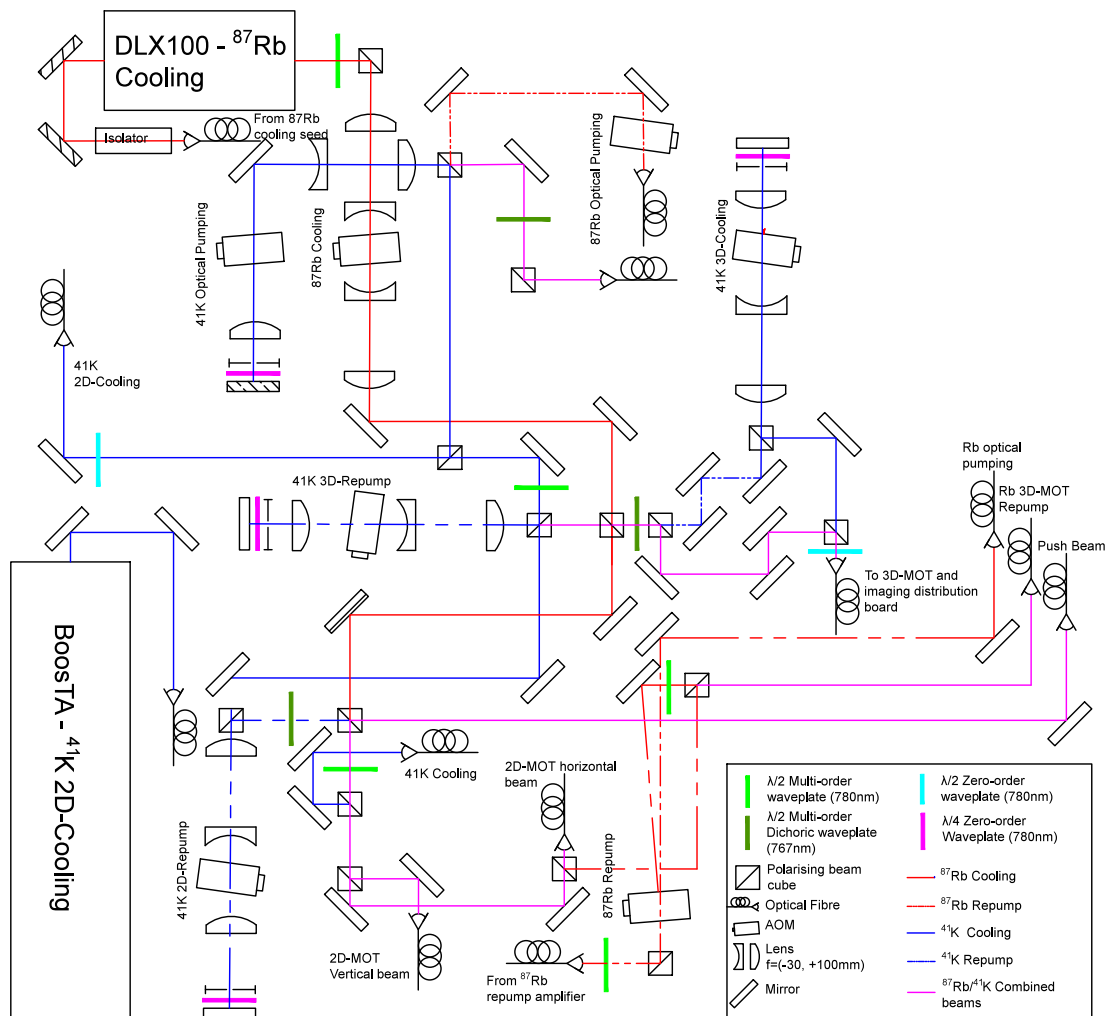 DLX100 - ⁸⁷Rb
Cooling
Isolator
From 87Rb
cooling seed
41K Optical Pumping
87Rb Cooling
87Rb Optical Pumping
41K 3D-Cooling
41K
2D-Cooling
41K 3D-Repump
Rb optical
pumping
Rb 3D-MOT
Repump
Push Beam
To 3D-MOT and
imaging distribution
board
BoosTA - ⁴¹K 2D-Cooling
41K Cooling
2D-MOT horizontal
beam
41K 2D-Repump
87Rb Repump
2D-MOT
Vertical beam
From ⁸⁷Rb
repump amplifier
λ/2 Multi-order
waveplate (780nm)
λ/2 Multi-order
Dichoric waveplate
(767nm)
Polarising beam
cube
Optical Fibre
AOM
Lens
f=(-30, +100mm)
Mirror
λ/2 Zero-order
waveplate (780nm)
λ/4 Zero-order
Waveplate (780nm)
⁸⁷Rb Cooling
⁸⁷Rb Repump
⁴¹K Cooling
⁴¹K Repump
⁸⁷Rb/⁴¹K Combined
beams